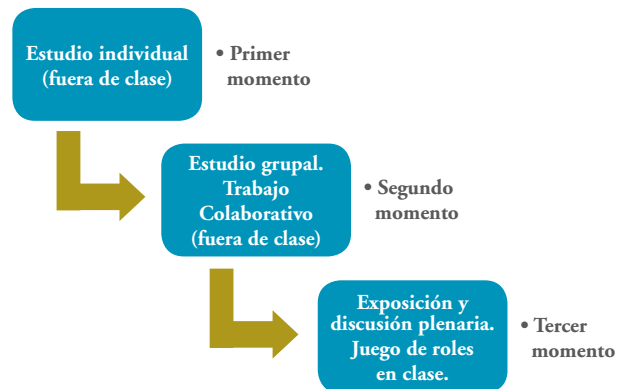 Estudio individual
(fuera de clase)
• Primer
momento
Estudio grupal.
Trabajo
Colaborativo
(fuera de clase)
• Segundo
momento
Exposición y
discusión plenaria.
Juego de roles
en clase.
• Tercer
momento